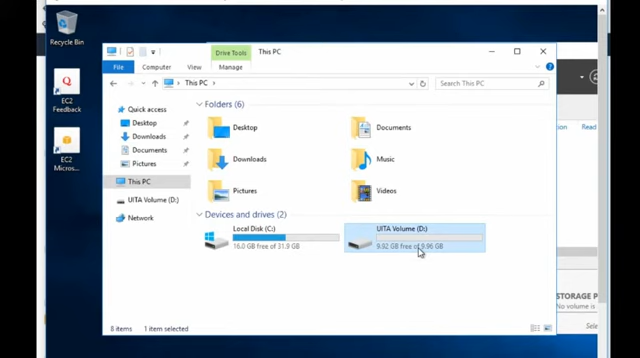 Recycle Bin
EC2
Feedback
EC2
Micros...
Drive Tools
This PC
File
Computer
View
Manage
This PC
Search This PC
Quick access
Desktop
Downloads
Documents
Pictures
This PC
UITA Volume (D:)
Network
Folders (6)
Desktop
Documents
Downloads
Music
Pictures
Videos
Devices and drives (2)
Local Disk (C:)
16.0 GB free of 31.9 GB
UITA Volume (D:)
9.92 GB free of 9.96 GB
8 items
1 item selected
Read
STORAGE P
No volume is